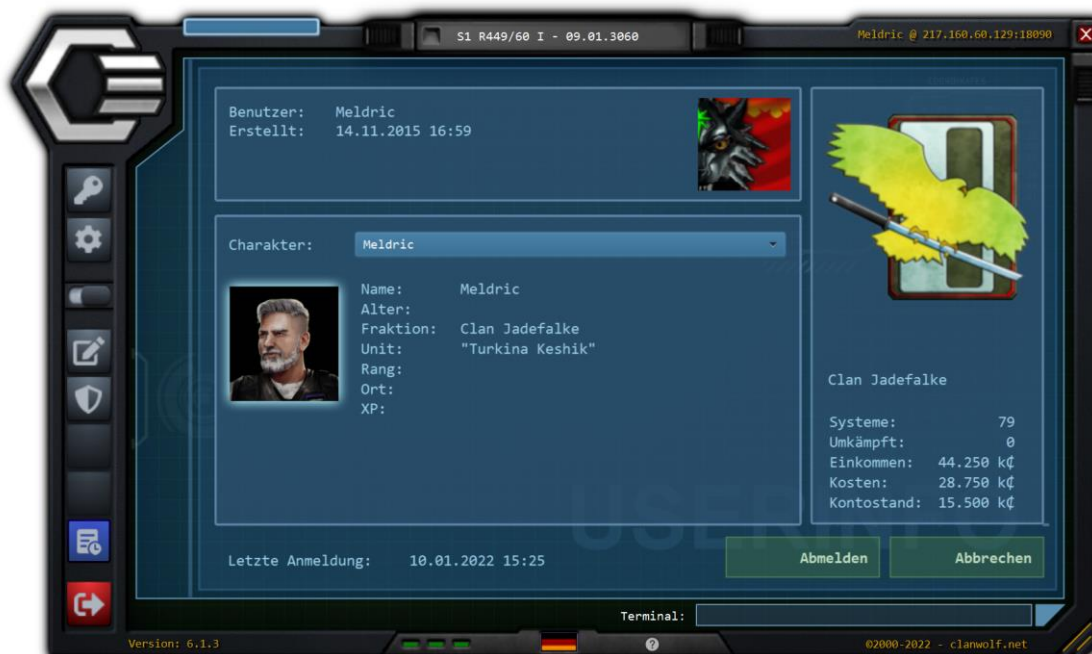 S1 R449/60 I - 09.01.3060
Meldric @ 217.160.60.129:18090
Benutzer: Meldric
Erstellt: 14.11.2015 16:59
Charakter: Meldric
Name: Meldric
Alter:
Fraktion: Clan Jadefalke
Unit: "Turkina Keshik"
Rang:
Ort:
XP:
Clan Jadefalke
Systeme: 79
Umkämpft: 0
Einkommen: 44.250 k₵
Kosten: 28.750 k₵
Kontostand: 15.500 k₵
USERINFO
Letzte Anmeldung: 10.01.2022 15:25
Abmelden
Abbrechen
Terminal:
Version: 6.1.3
©2000-2022 - clanwolf.net